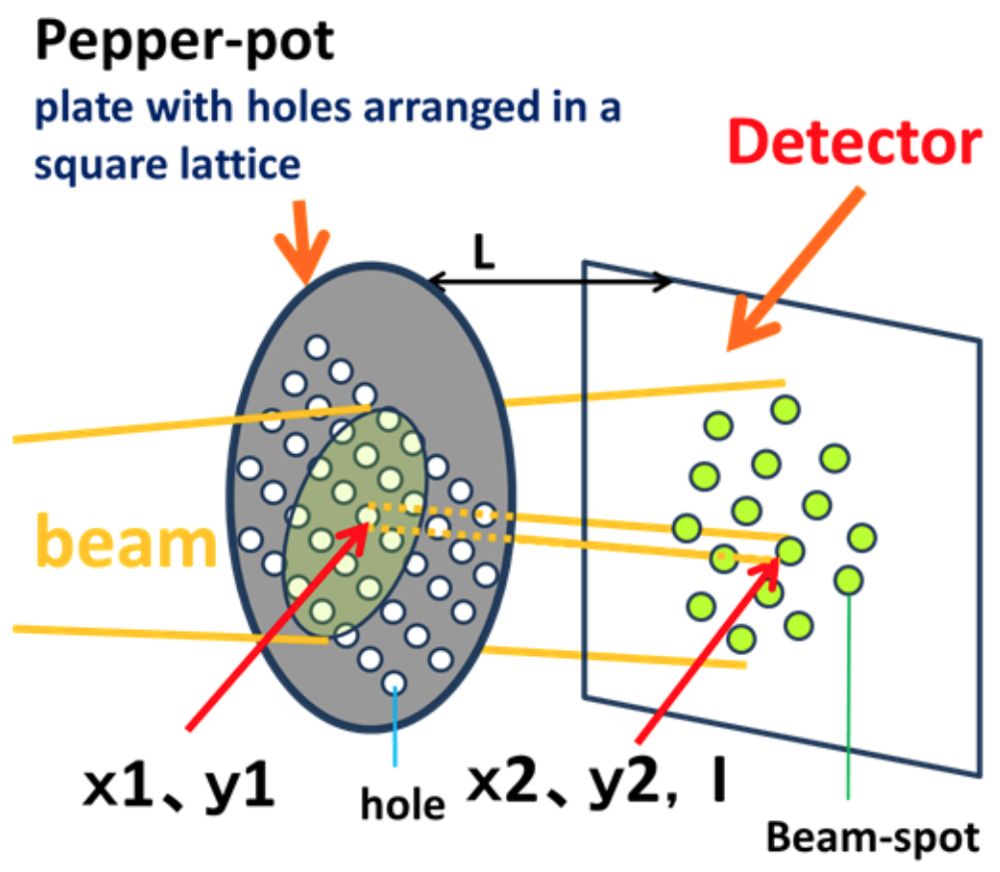 Pepper-pot
plate with holes arranged in a
square lattice
Detector
L
beam
x1、y1
hole
x2、y2, I
Beam-spot